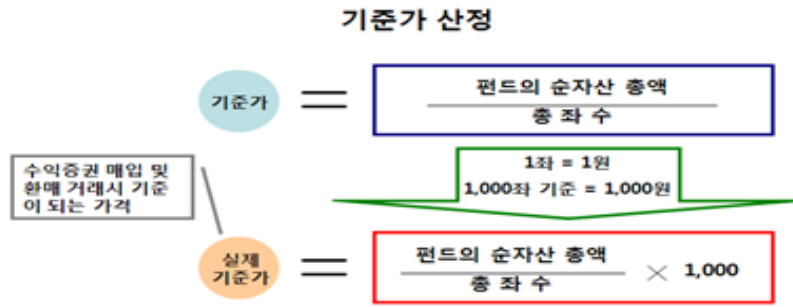 기준가 산정
기준가
=
펀드의 순자산 총액
총 좌 수
1좌 = 1원
1,000좌 기준 = 1,000원
수익증권 매입 및
환매 거래시 기준
이 되는 가격
실제
기준가
=
펀드의 순자산 총액
총 좌 수
× 1,000